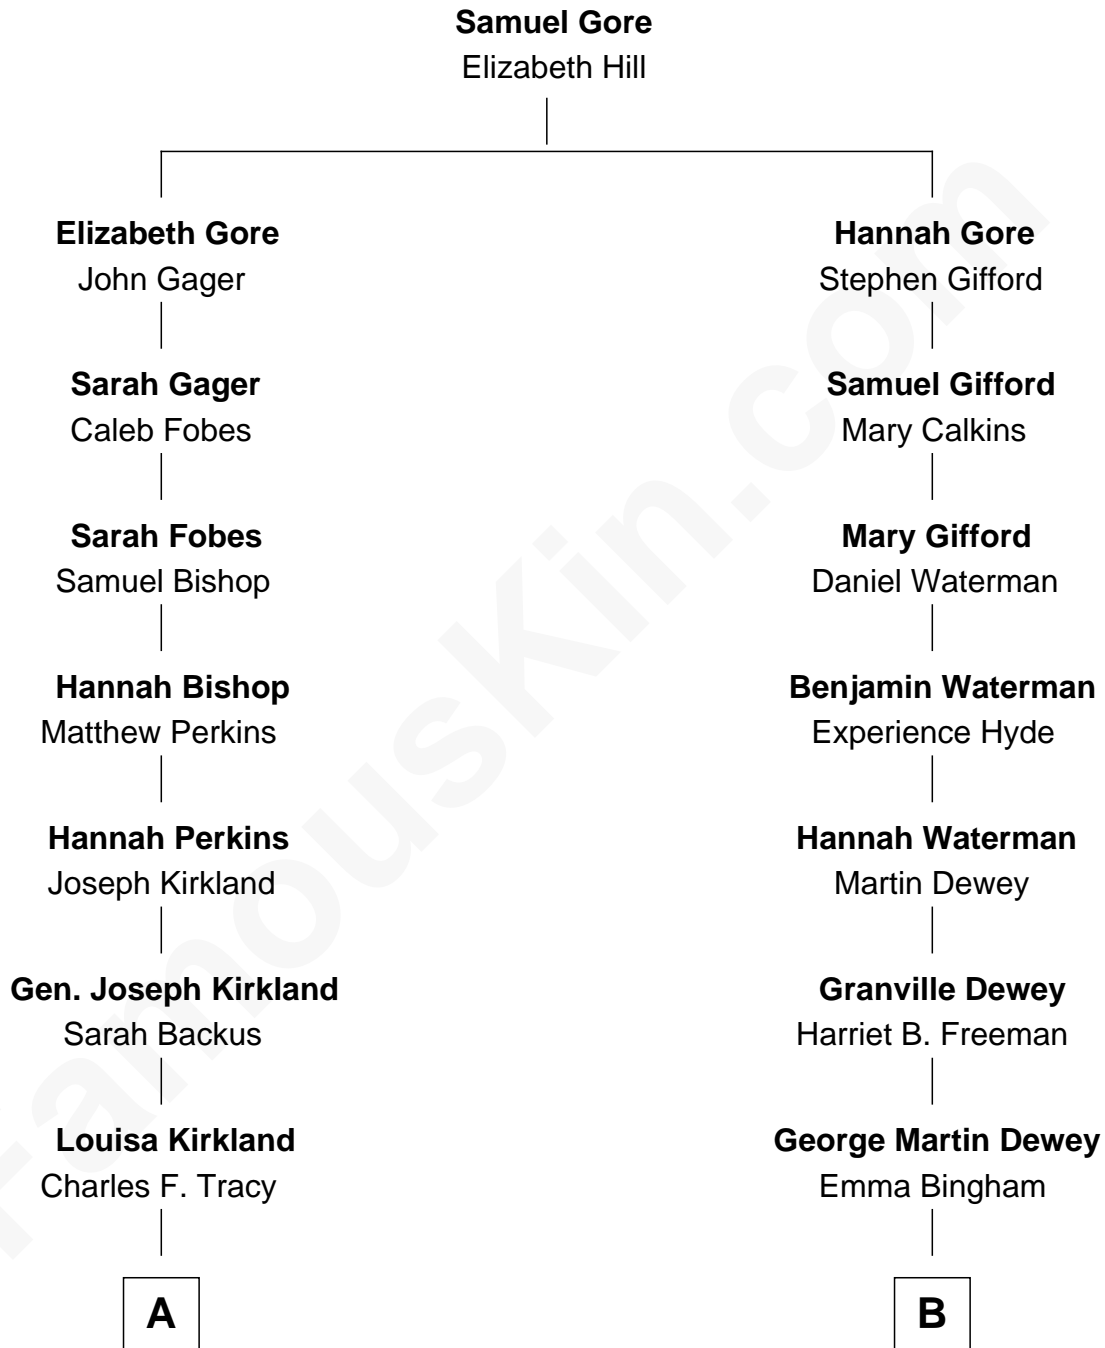 Samuel Gore
Elizabeth Hill
Elizabeth Gore
John Gager
Hannah Gore
Stephen Gifford
Sarah Gager
Caleb Fobes
Samuel Gifford
Mary Calkins
Sarah Fobes
Samuel Bishop
Mary Gifford
Daniel Waterman
Hannah Bishop
Matthew Perkins
Benjamin Waterman
Experience Hyde
Hannah Perkins
Joseph Kirkland
Hannah Waterman
Martin Dewey
Gen. Joseph Kirkland
Sarah Backus
Granville Dewey
Harriet B. Freeman
Louisa Kirkland
Charles F. Tracy
George Martin Dewey
Emma Bingham
A
B
FamousKin.com